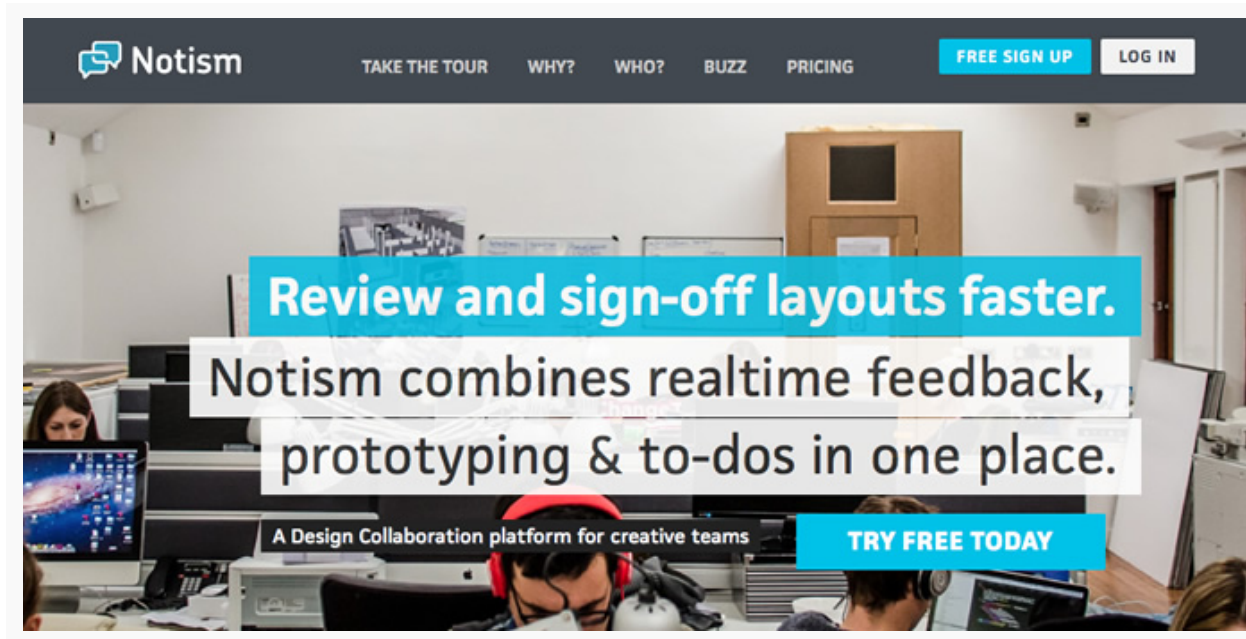 Notism
TAKE THE TOUR WHY? WHO? BUZZ PRICING
FREE SIGN UP LOG IN
Review and sign-off layouts faster.
Notism combines realtime feedback,
prototyping & to-dos in one place.
A Design Collaboration platform for creative teams
TRY FREE TODAY